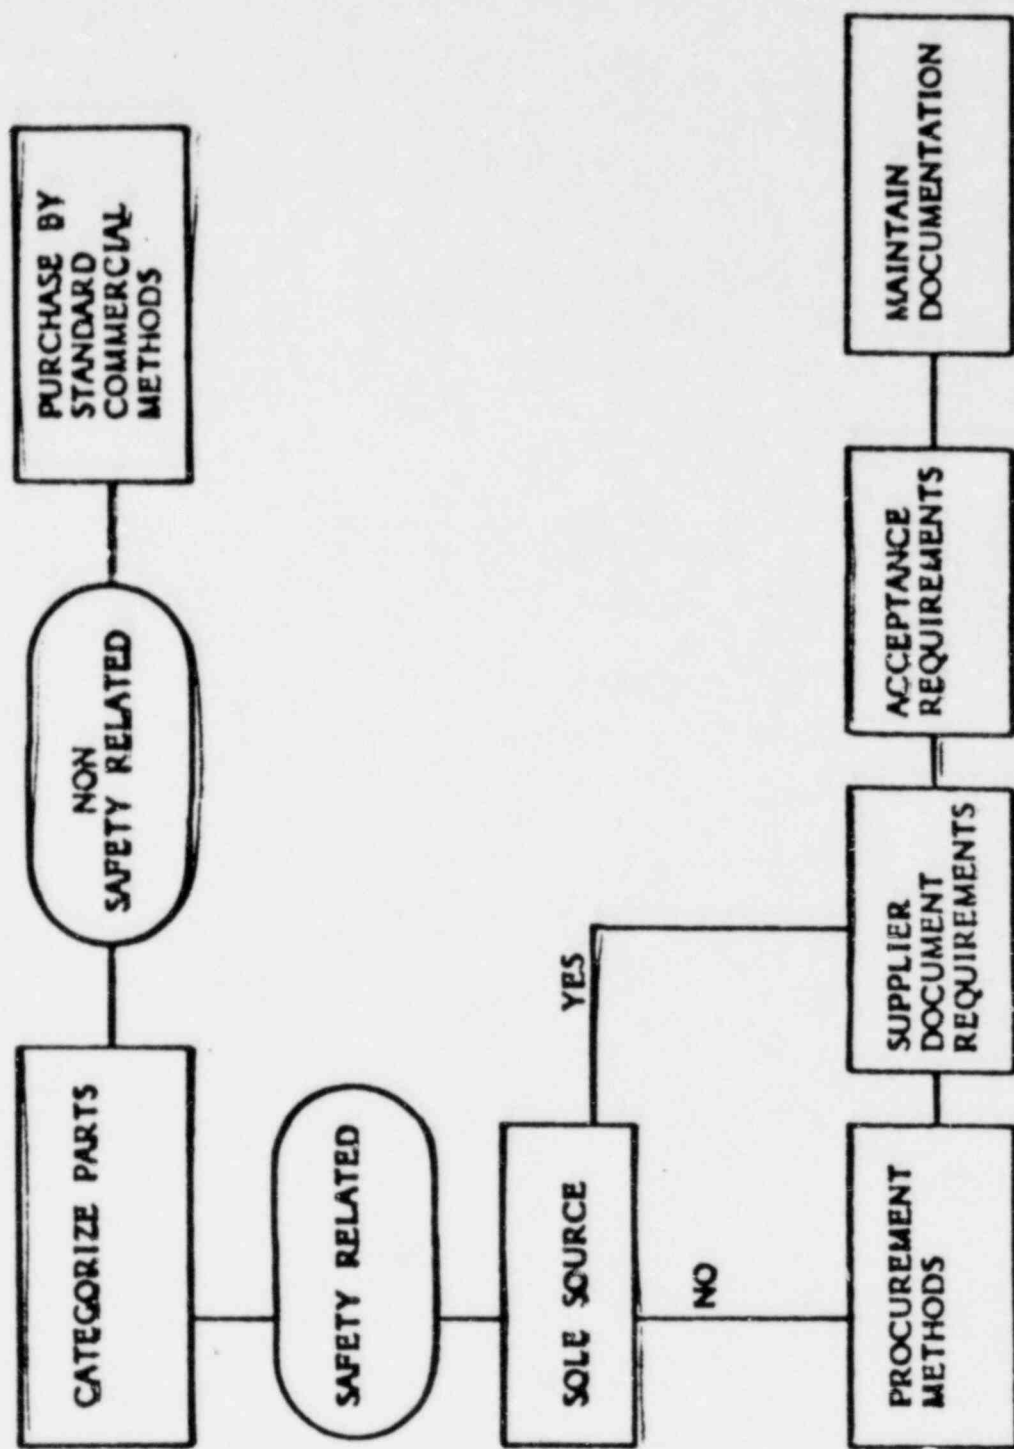 CATEGORIZE PARTS
NON
SAFETY RELATED
PURCHASE BY
STANDARD
COMMERCIAL
METHODS
SAFETY RELATED
SOLE SOURCE
YES
NO
PROCUREMENT
METHODS
SUPPLIER
DOCUMENT
REQUIREMENTS
ACCEPTANCE
REQUIREMENTS
MAINTAIN
DOCUMENTATION